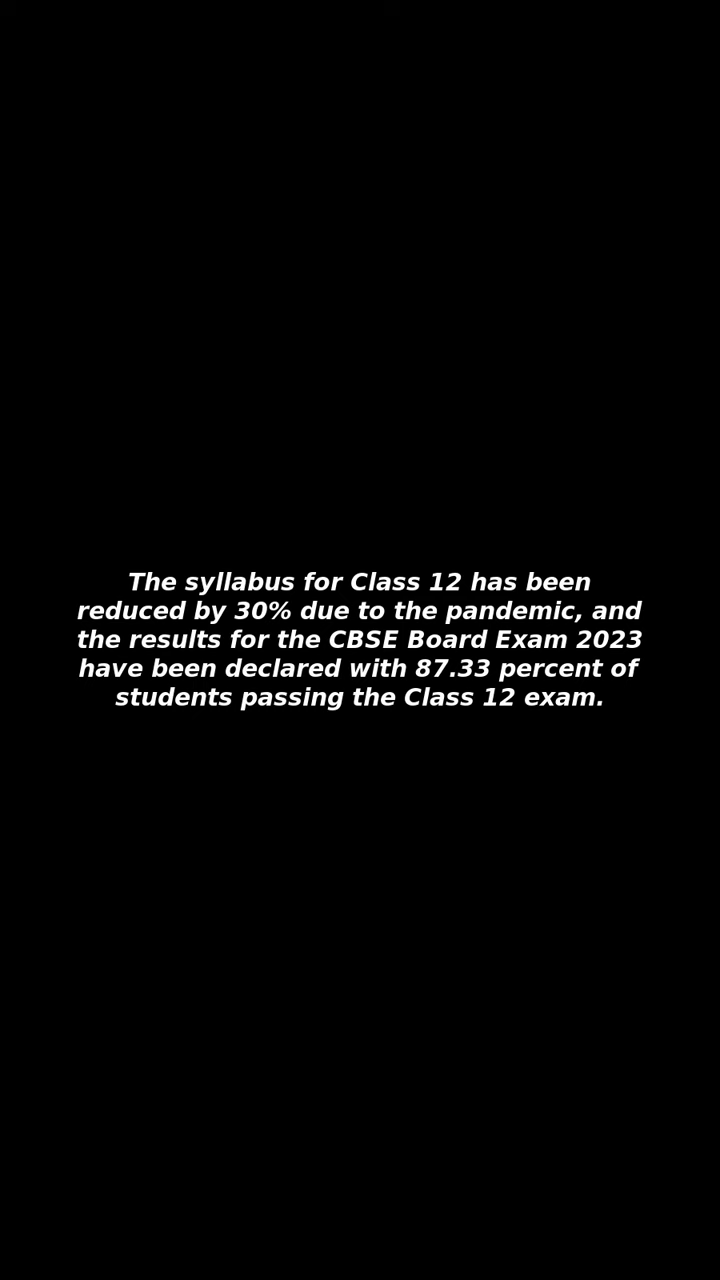 The syllabus for Class 12 has been
reduced by 30% due to the pandemic, and
the results for the CBSE Board Exam 2023
have been declared with 87.33 percent of
students passing the Class 12 exam.